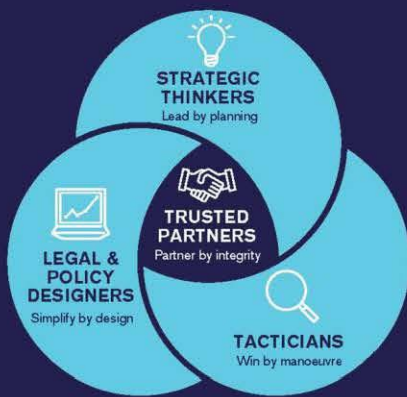 STRATEGIC
THINKERS
Lead by planning
TRUSTED
PARTNERS
Partner by integrity
LEGAL &
POLICY
DESIGNERS
Simplify by design
TACTICIANS
Win by manoeuvre